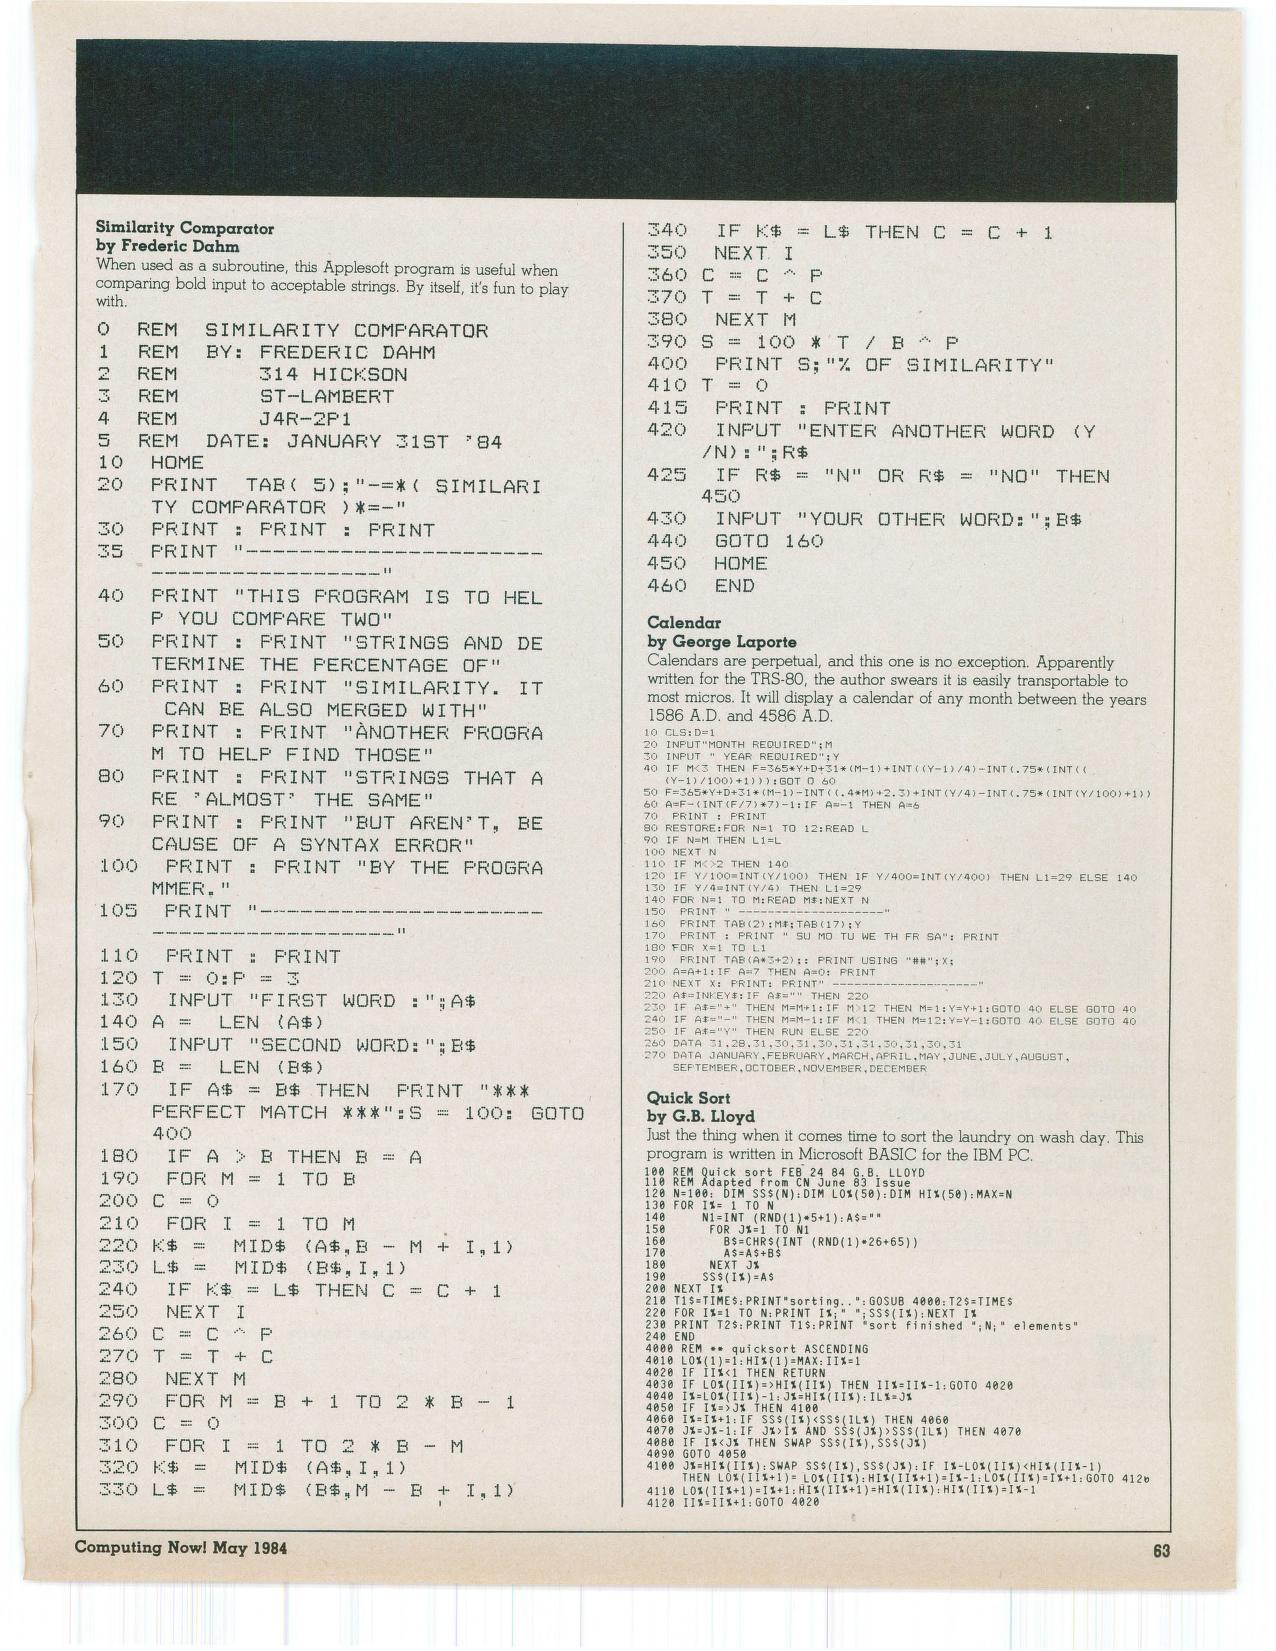 Similarity Comparator
by Frederic Dahm
When used as a subroutine, this Applesoft program is useful when
comparing bold input to acceptable strings. By itself, it's fun to play
with.
0 REM SIMILARITY COMPARATOR
1 REM BY: FREDERIC DAHM
2 REM 314 HICKSON
3 REM ST-LAMBERT
4 REM J4R-2P1
5 REM DATE: JANUARY 31ST '84
10 HOME
20 PRINT TAB( 5);"-=*( SIMILARI
TY COMPARATOR )*=-"
30 PRINT : PRINT : PRINT
35 PRINT "----------------------
-----------------"
40 PRINT "THIS PROGRAM IS TO HEL
P YOU COMPARE TWO"
50 PRINT : PRINT "STRINGS AND DE
TERMINE THE PERCENTAGE OF"
60 PRINT : PRINT "SIMILARITY. IT
CAN BE ALSO MERGED WITH"
70 PRINT : PRINT "ANOTHER PROGRA
M TO HELP FIND THOSE"
80 PRINT : PRINT "STRINGS THAT A
RE 'ALMOST' THE SAME"
90 PRINT : PRINT "BUT AREN'T, BE
CAUSE OF A SYNTAX ERROR"
100 PRINT : PRINT "BY THE PROGRA
MMER."
105 PRINT "---------------------
------------------"
110 PRINT : PRINT
120 T = 0:P = 3
130 INPUT "FIRST WORD :";A$
140 A = LEN (A$)
150 INPUT "SECOND WORD:";B$
160 B = LEN (B$)
170 IF A$ = B$ THEN PRINT "***
PERFECT MATCH ***":S = 100: GOTO
400
180 IF A > B THEN B = A
190 FOR M = 1 TO B
200 C = 0
210 FOR I = 1 TO M
220 K$ = MID$ (A$,B - M + I,1)
230 L$ = MID$ (B$,I,1)
240 IF K$ = L$ THEN C = C + 1
250 NEXT I
260 C = C ^ P
270 T = T + C
280 NEXT M
290 FOR M = B + 1 TO 2 * B - 1
300 C = 0
310 FOR I = 1 TO 2 * B - M
320 K$ = MID$ (A$,I,1)
330 L$ = MID$ (B$,M - B + I,1)
340 IF K$ = L$ THEN C = C + 1
350 NEXT I
360 C = C ^ P
370 T = T + C
380 NEXT M
390 S = 100 * T / B ^ P
400 PRINT S;"% OF SIMILARITY"
410 T = 0
415 PRINT : PRINT
420 INPUT "ENTER ANOTHER WORD (Y
/N):";R$
425 IF R$ = "N" OR R$ = "NO" THEN
450
430 INPUT "YOUR OTHER WORD:";B$
440 GOTO 160
450 HOME
460 END
Calendar
by George Laporte
Calendars are perpetual, and this one is no exception. Apparently
written for the TRS-80, the author swears it is easily transportable to
most micros. It will display a calendar of any month between the years
1586 A.D. and 4586 A.D.
10 CLS:D=1
20 INPUT"MONTH REQUIRED";M
30 INPUT " YEAR REQUIRED";Y
40 IF M<3 THEN F=365*Y+D+31*(M-1)+INT((Y-1)/4)-INT(.75*(INT((
(Y-1)/100)+1))):GOT O 60
50 F=365*Y+D+31*(M-1)-INT((.4*M)+2.3)+INT(Y/4)-INT(.75*(INT(Y/100)+1))
60 A=F-(INT(F/7)*7)-1:IF A=-1 THEN A=6
70 PRINT : PRINT
80 RESTORE:FOR N=1 TO 12:READ L
90 IF N=M THEN L1=L
100 NEXT N
110 IF M<>2 THEN 140
120 IF Y/100=INT(Y/100) THEN IF Y/400=INT(Y/400) THEN L1=29 ELSE 140
130 IF Y/4=INT(Y/4) THEN L1=29
140 FOR N=1 TO M:READ M$:NEXT N
150 PRINT " --------------------"
160 PRINT TAB(2);M$;TAB(17);Y
170 PRINT : PRINT " SU MO TU WE TH FR SA": PRINT
180 FOR X=1 TO L1
190 PRINT TAB(A*3+2);: PRINT USING "##";X;
200 A=A+1:IF A=7 THEN A=0: PRINT
210 NEXT X: PRINT: PRINT" --------------------"
220 A$=INKEY$:IF A$="" THEN 220
230 IF A$="+" THEN M=M+1:IF M>12 THEN M=1:Y=Y+1:GOTO 40 ELSE GOTO 40
240 IF A$="-" THEN M=M-1:IF M<1 THEN M=12:Y=Y-1:GOTO 40 ELSE GOTO 40
250 IF A$="Y" THEN RUN ELSE 220
260 DATA 31,28,31,30,31,30,31,31,30,31,30,31
270 DATA JANUARY,FEBRUARY,MARCH,APRIL,MAY,JUNE,JULY,AUGUST,
SEPTEMBER,OCTOBER,NOVEMBER,DECEMBER
Quick Sort
by G.B. Lloyd
Just the thing when it comes time to sort the laundry on wash day. This
program is written in Microsoft BASIC for the IBM PC.
100 REM Quick sort FEB 24 84 G.B. LLOYD
110 REM Adapted from CN June 83 Issue
120 N=100: DIM SS$(N):DIM LO%(50):DIM HI%(50):MAX=N
130 FOR I%= 1 TO N
140 N1=INT (RND(1)*5+1):A$=""
150 FOR J%=1 TO N1
160 B$=CHR$(INT (RND(1)*26+65))
170 A$=A$+B$
180 NEXT J%
190 SS$(I%)=A$
200 NEXT I%
210 T1$=TIME$:PRINT"sorting..":GOSUB 4000:T2$=TIME$
220 FOR I%=1 TO N:PRINT I%;" ";SS$(I%):NEXT I%
230 PRINT T2$:PRINT T1$:PRINT "sort finished ";N;" elements"
240 END
4000 REM ** quicksort ASCENDING
4010 LO%(1)=1:HI%(1)=MAX:II%=1
4020 IF II%<1 THEN RETURN
4030 IF LO%(II%)=>HI%(II%) THEN II%=II%-1:GOTO 4020
4040 I%=LO%(II%)-1:J%=HI%(II%):IL%=J%
4050 IF I%=>J% THEN 4100
4060 I%=I%+1:IF SS$(I%)<SS$(IL%) THEN 4060
4070 J%=J%-1:IF J%>I% AND SS$(J%)>SS$(IL%) THEN 4070
4080 IF I%<J% THEN SWAP SS$(I%),SS$(J%)
4090 GOTO 4050
4100 J%=HI%(II%):SWAP SS$(I%),SS$(J%):IF I%-LO%(II%)<HI%(II%-1)
THEN LO%(II%+1)= LO%(II%):HI%(II%+1)=I%-1:LO%(II%)=I%+1:GOTO 4120
4110 LO%(II%+1)=I%+1:HI%(II%+1)=HI%(II%):HI%(II%)=I%-1
4120 II%=II%+1:GOTO 4020
Computing Now! May 1984
63